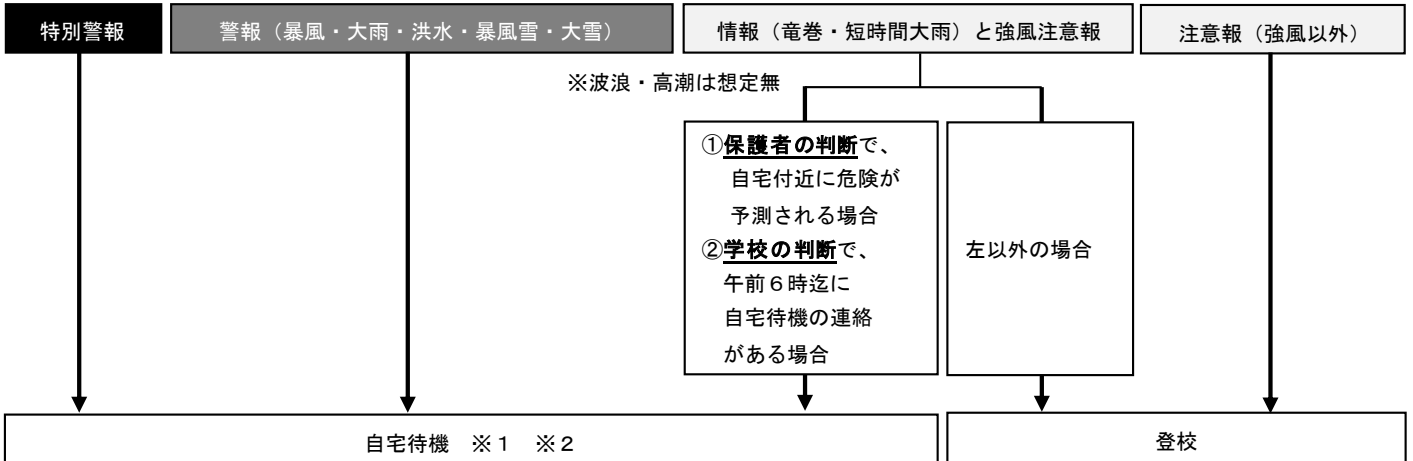 特別警報
警報（暴風・大雨・洪水・暴風雪・大雪）
情報（竜巻・短時間大雨）と強風注意報
注意報（強風以外）
※波浪・高潮は想定無
①保護者の判断で、
自宅付近に危険が
予測される場合
②学校の判断で、
午前６時迄に
自宅待機の連絡
がある場合
左以外の場合
自宅待機　※１　※２
登校